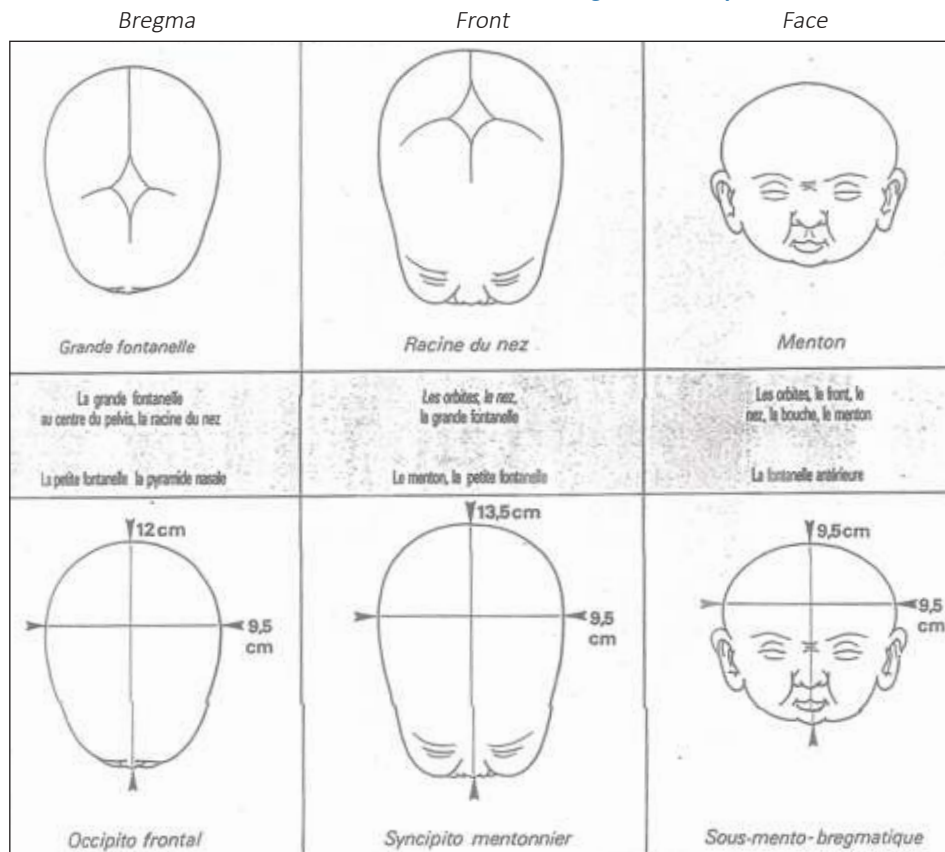 Bregma Front Face
Grande fontanelle Racine du nez Menton
La grande fontanelle
au centre du pelvis, la racine du nez
Les orbites, le nez,
la grande fontanelle
Les orbites, le front, le
nez, la bouche, le menton
La petite fontanelle la pyramide nasale
Le menton, la petite fontanelle
La fontanelle antérieure
12 cm
9,5
cm
13,5 cm
9,5
cm
9,5 cm
9,5
cm
Occipito frontal Syncipito mentonnier Sous-mento-bregmatique